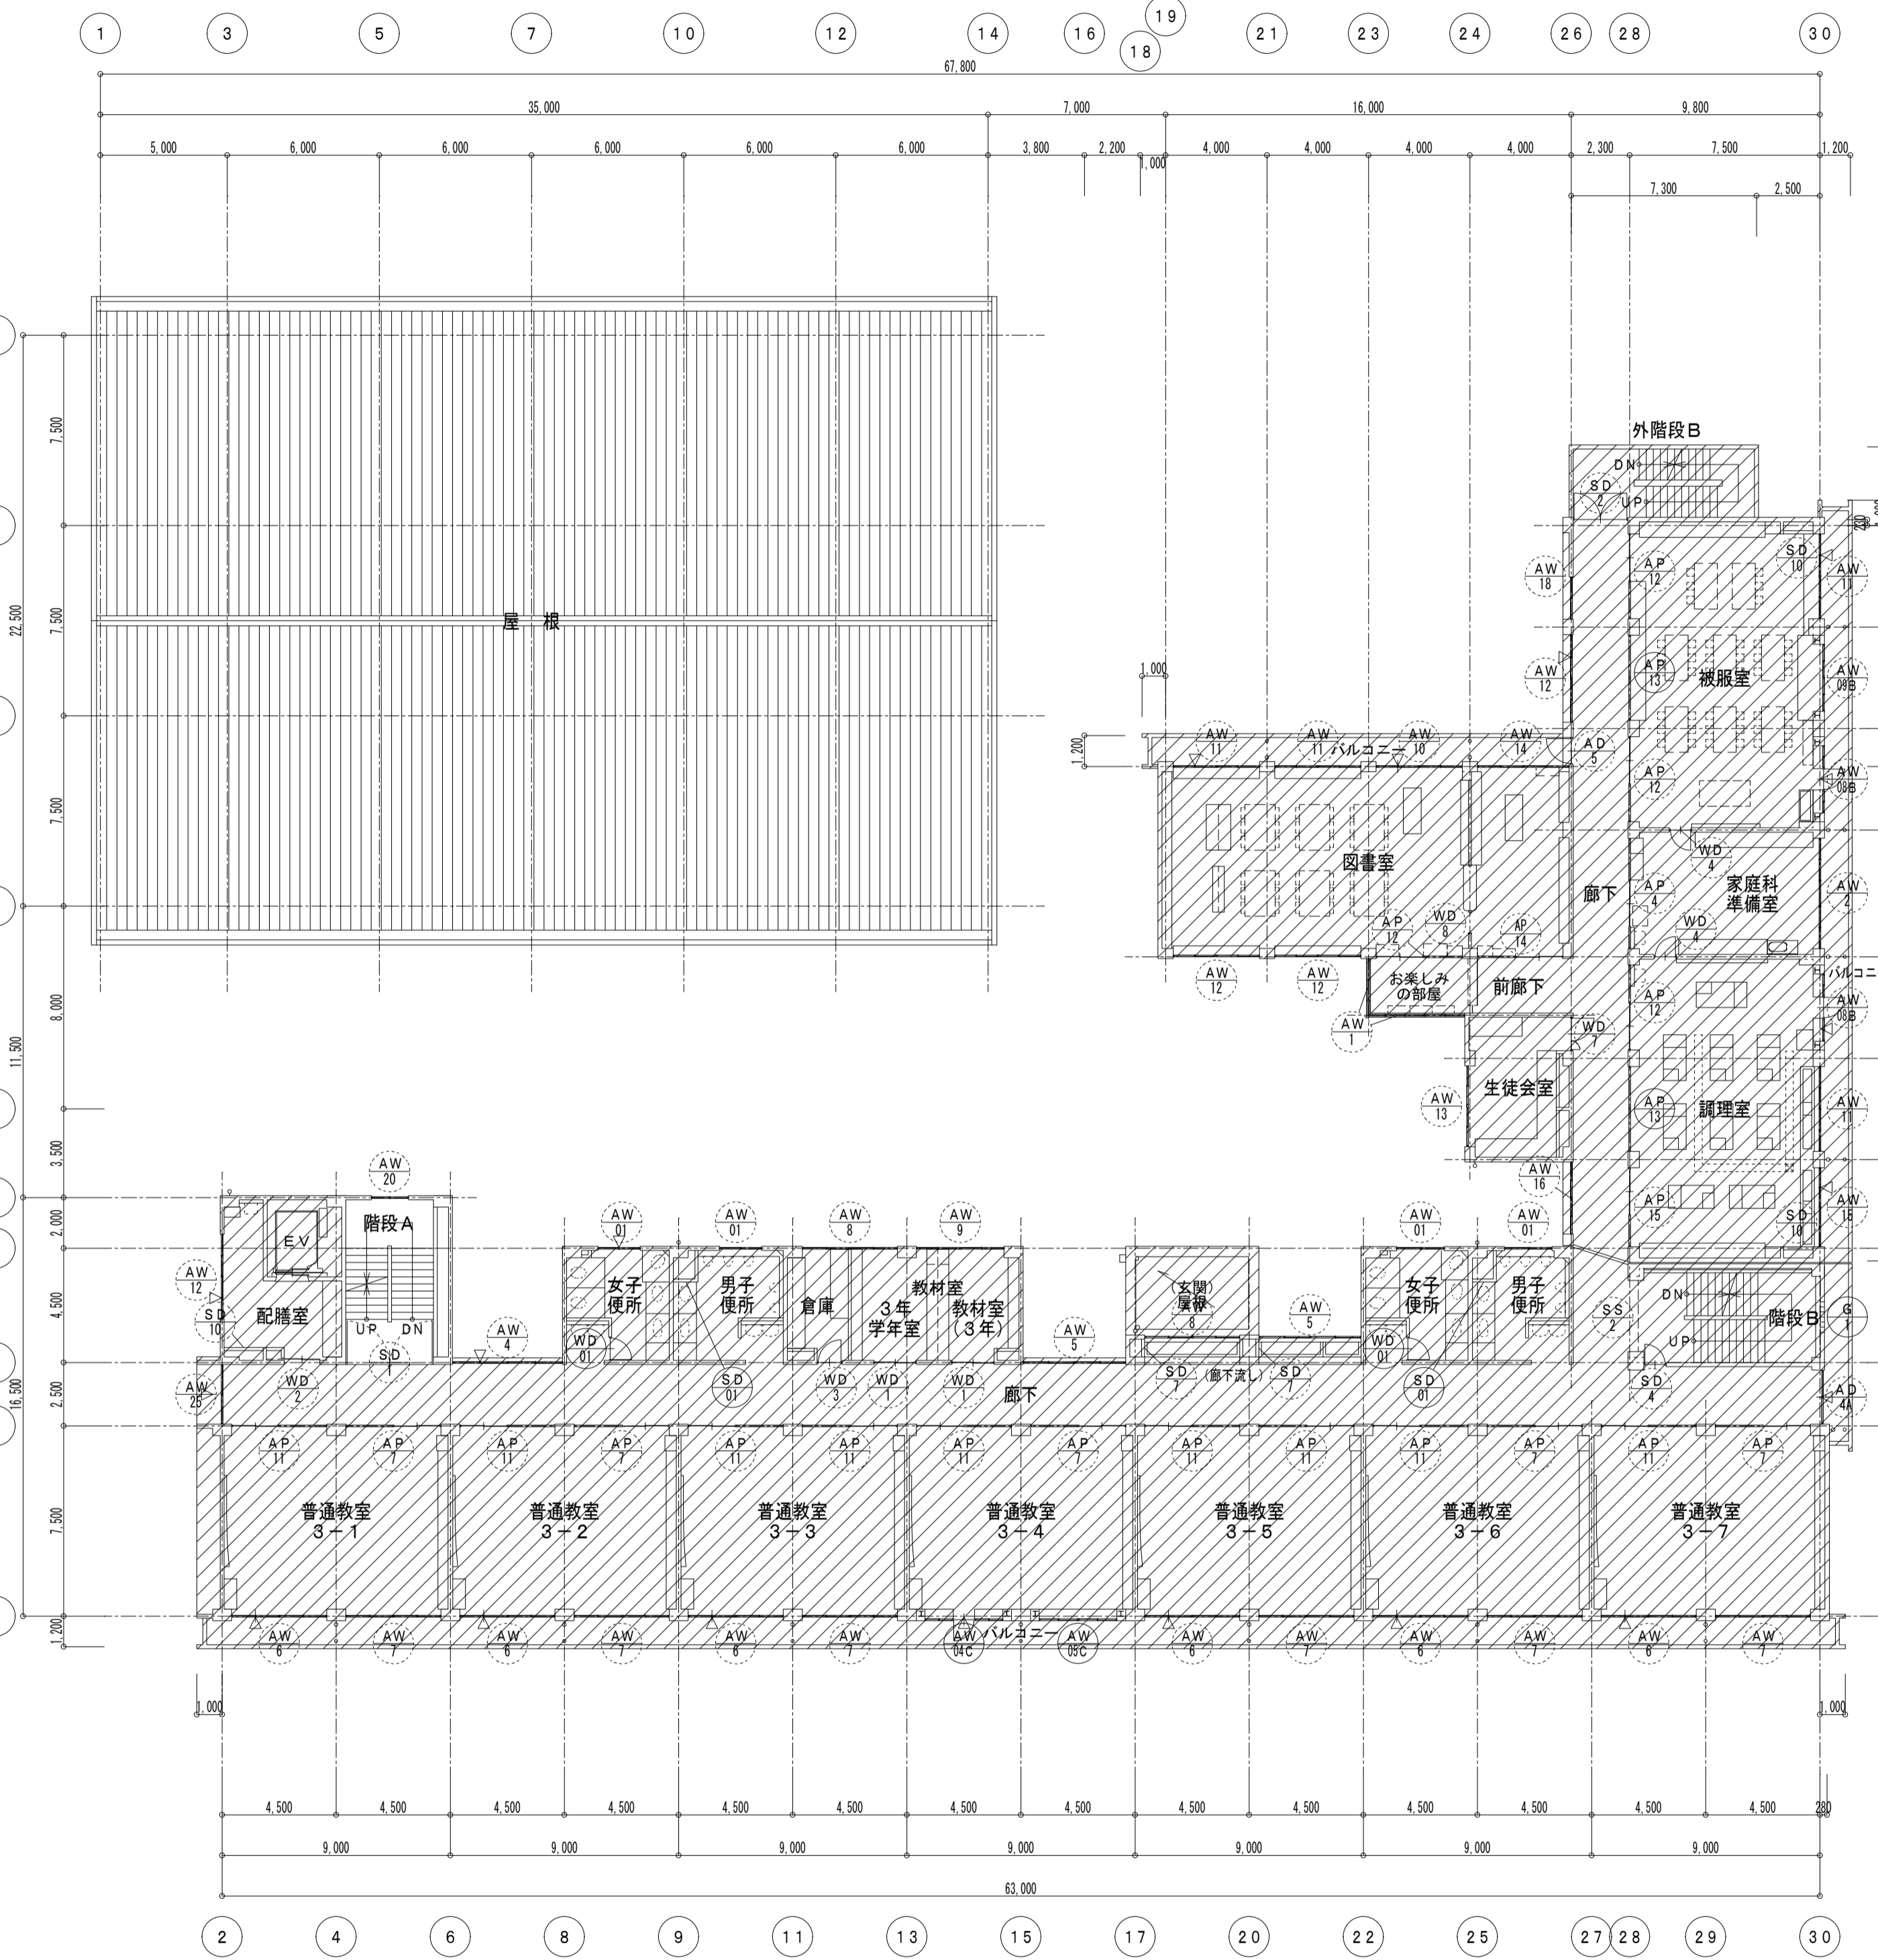 1 3 5 7 10 12 14 16 18 19 21 23 24 26 28 30
67,800
35,000 7,000 16,000 9,800
5,000 6,000 6,000 6,000 6,000 6,000 3,800 2,200 1,000 4,000 4,000 4,000 4,000 2,300 7,500 1,200
7,300 2,500
外階段B
DN
SD 2
UP
7,500
230
SD 10
AW 18
AP 12
AW 11
22,500
7,500
屋 根
1,000
AW 12
AP 13
被服室
AW 09B
1,200
AW 11
AW 11
バルコニー
AW 10
AW 14
AD 5
AP 12
AW 08B
7,500
図書室
WD 4
廊下
AP 4
家庭科
準備室
AW 2
AP 12
WD 8
AP 14
WD 4
AW 12
AW 12
お楽しみ
の部屋
前廊下
バルコニ
8,000
11,500
AW 1
WD 7
AP 12
AW 08B
生徒会室
AW 13
AP 13
調理室
AW 11
3,500
AW 20
AW 16
AP 15
SD 10
AW 15
2,000
階段A
EV
AW 01
AW 01
AW 8
AW 9
AW 01
AW 01
AW 12
SD 10
配膳室
女子
便所
男子
便所
倉庫
3年
学年室
教材室
教材室
(3年)
(玄関)
屋根
AW 8
AW 5
女子
便所
男子
便所
SS 2
DN
階段B
G 1
UP
4,500
UP DN
SD 1
AW 4
WD 01
AW 5
WD 01
16,500
2,500
AW 25
WD 2
SD 01
WD 3
WD 1
WD 1
廊下
SD 7
(廊下流し)
SD 7
SD 01
SD 4
AD 4A
AP 11
AP 7
AP 11
AP 7
AP 11
AP 11
AP 11
AP 7
AP 11
AP 11
AP 11
AP 7
AP 11
AP 7
7,500
普通教室
3－1
普通教室
3－2
普通教室
3－3
普通教室
3－4
普通教室
3－5
普通教室
3－6
普通教室
3－7
1,200
AW 6
AW 7
AW 6
AW 7
AW 6
AW 7
AW 04C
バルコニー
AW 05C
AW 6
AW 7
AW 6
AW 7
AW 6
AW 7
1,000 1,000
4,500 4,500 4,500 4,500 4,500 4,500 4,500 4,500 4,500 4,500 4,500 4,500 4,500 4,500 280
9,000 9,000 9,000 9,000 9,000 9,000 9,000
63,000
2 4 6 8 9 11 13 15 17 20 22 25 27 28 29 30